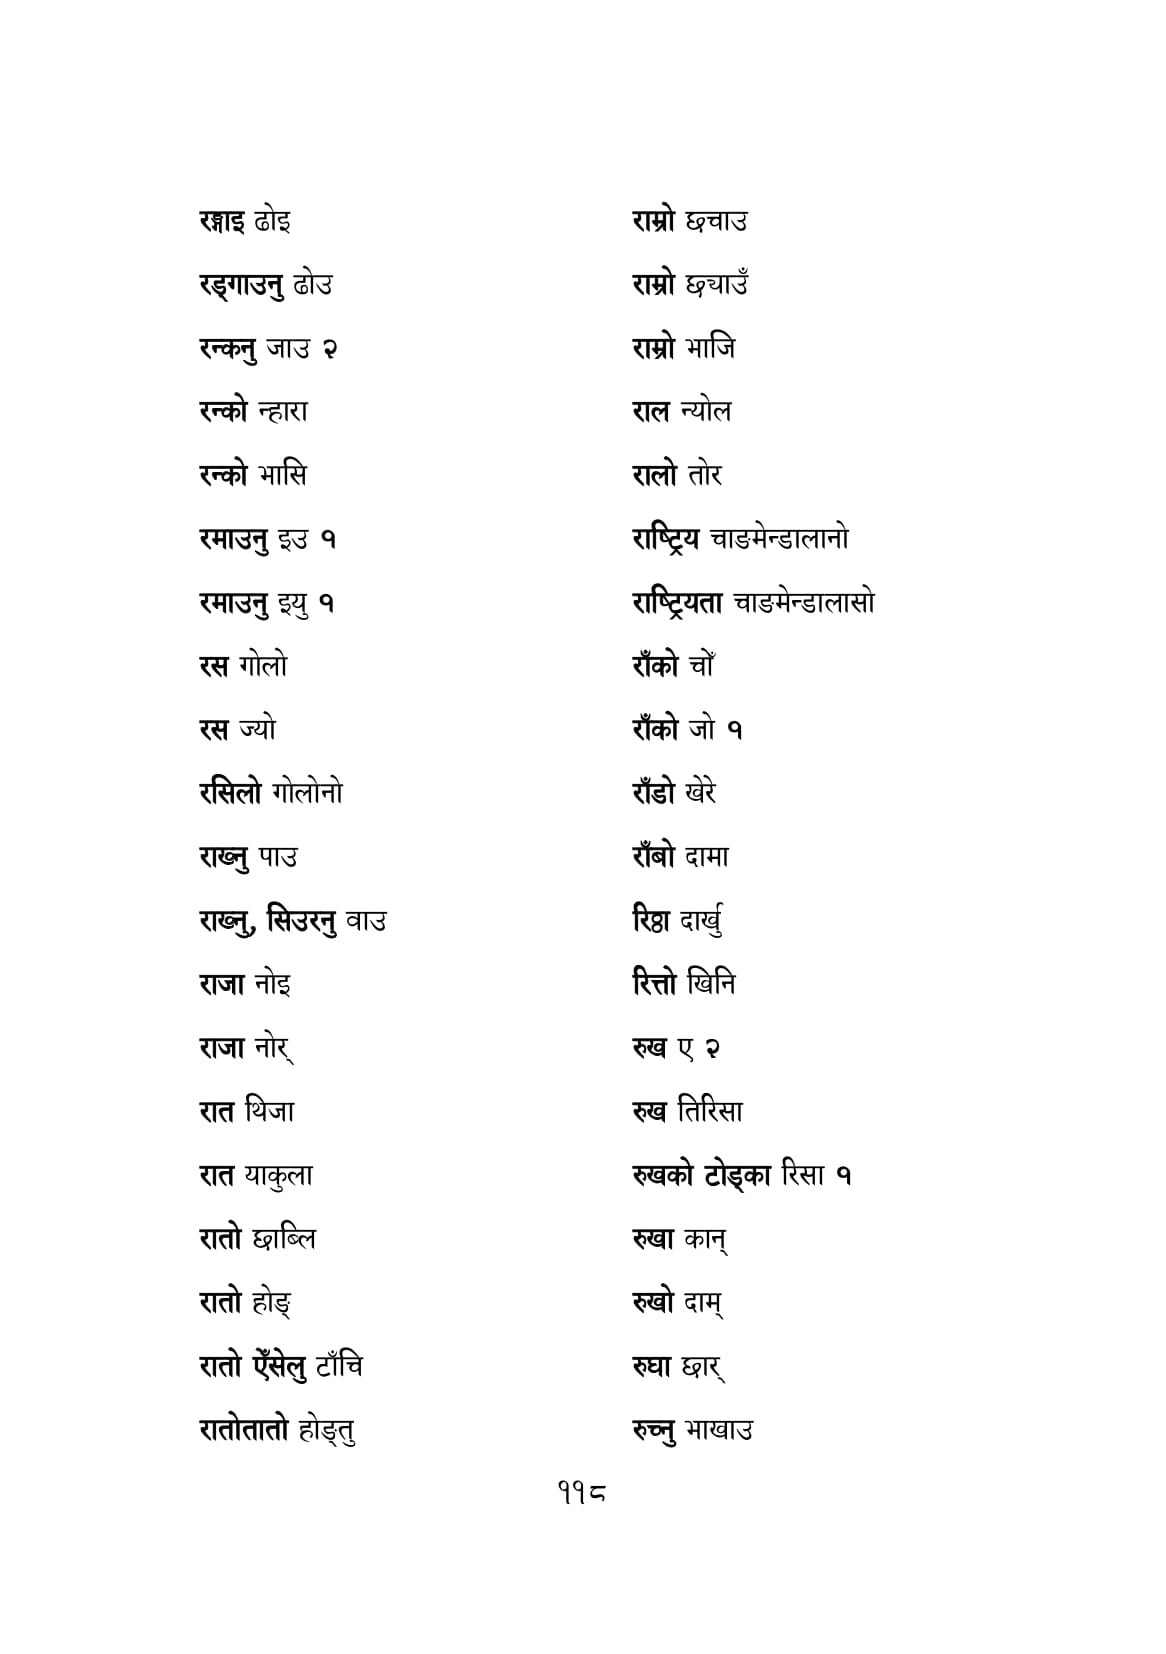 रङ्गाइ ढोइ
रङ्गाउनु ढोउ
रन्कनु जाउ २
रन्को न्हारा
रन्को भासि
रमाउनु इउ १
रमाउनु इयु १
रस गोलो
रस ज्यो
रसिलो गोलोनो
राख्नु पाउ
राख्नु, सिउरनु वाउ
राजा नोइ
राजा नोर्
रात थिजा
रात याकुला
रातो छाब्लि
रातो होङ्
रातो ऐँसेलु टाँचि
रातोतातो होङ्तु
राम्रो छ्चाउ
राम्रो छ्याउँ
राम्रो भाजि
राल न्योल
रालो तोर
राष्ट्रिय चाङमेन्डालानो
राष्ट्रियता चाङमेन्डालासो
राँको चोँ
राँको जो १
राँडो खेरे
राँबो दामा
रिठ्ठा दार्खु
रित्तो खिनि
रुख ए २
रुख तिरिसा
रुखको टोड्का रिसा १
रुखा कान्
रुखो दाम्
रुघा छार्
रुच्नु भाखाउ
११८